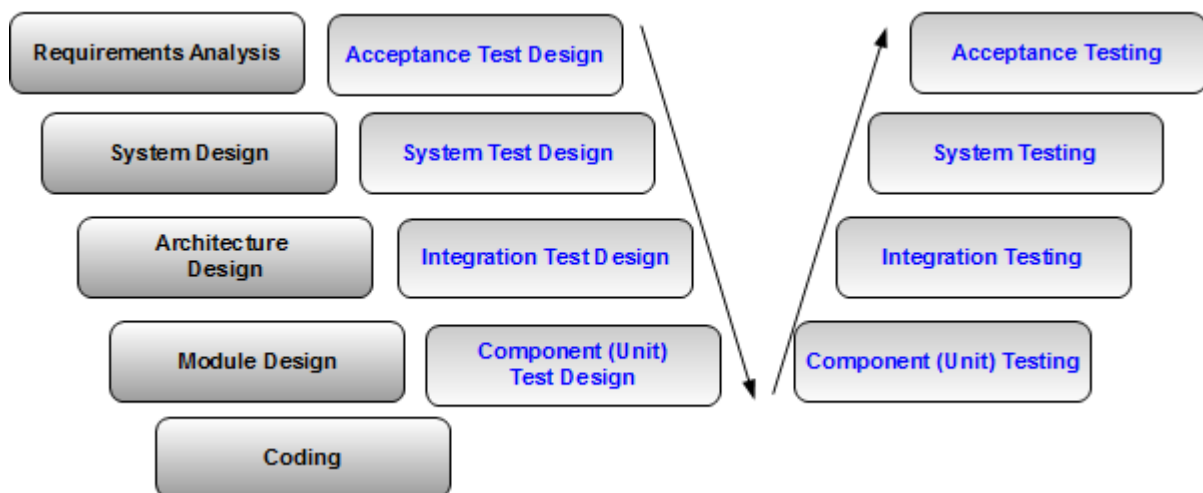 Requirements Analysis
Acceptance Test Design
Acceptance Testing
System Design
System Test Design
System Testing
Architecture
Design
Integration Test Design
Integration Testing
Module Design
Component (Unit)
Test Design
Component (Unit) Testing
Coding